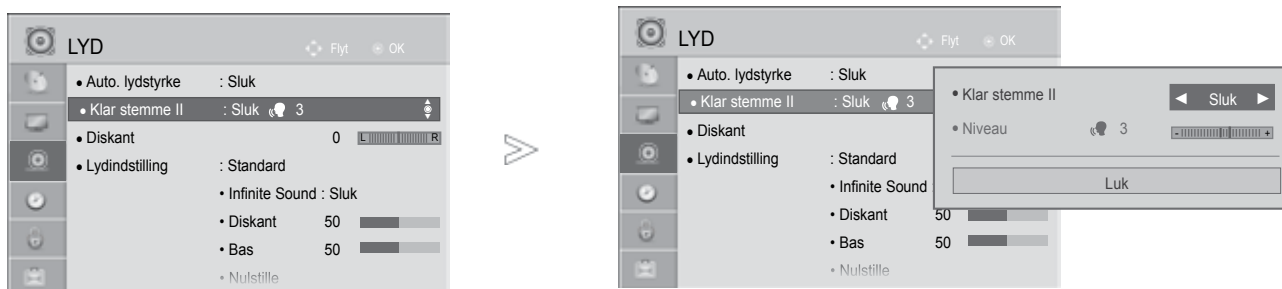 LYD Flyt OK
• Auto. lydstyrke : Sluk
• Klar stemme II : Sluk 3
• Diskant 0 L R
• Lydindstilling : Standard
• Infinite Sound : Sluk
• Diskant 50
• Bas 50
• Nulstille
LYD Flyt OK
• Auto. lydstyrke : Sluk
• Klar stemme II : Sluk 3
• Diskant
• Lydindstilling : Standard
• Infinite Sound :
• Diskant 50
• Bas 50
• Nulstille
• Klar stemme II ◄ Sluk ►
• Niveau 3 - +
Luk